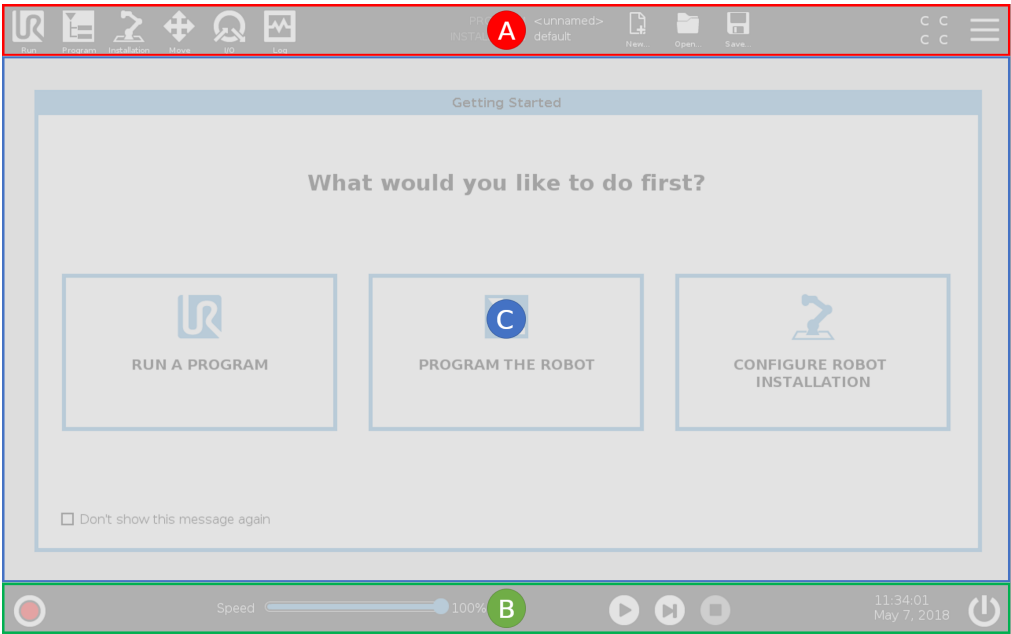 Run
Program
Installation
Move
I/O
Log
PR
A
<unnamed>
INSTAL
default
New...
Open...
Save...
C C
C C
Getting Started
What would you like to do first?
C
RUN A PROGRAM
PROGRAM THE ROBOT
CONFIGURE ROBOT
INSTALLATION
Don't show this message again
Speed
100%
B
11:34:01
May 7, 2018